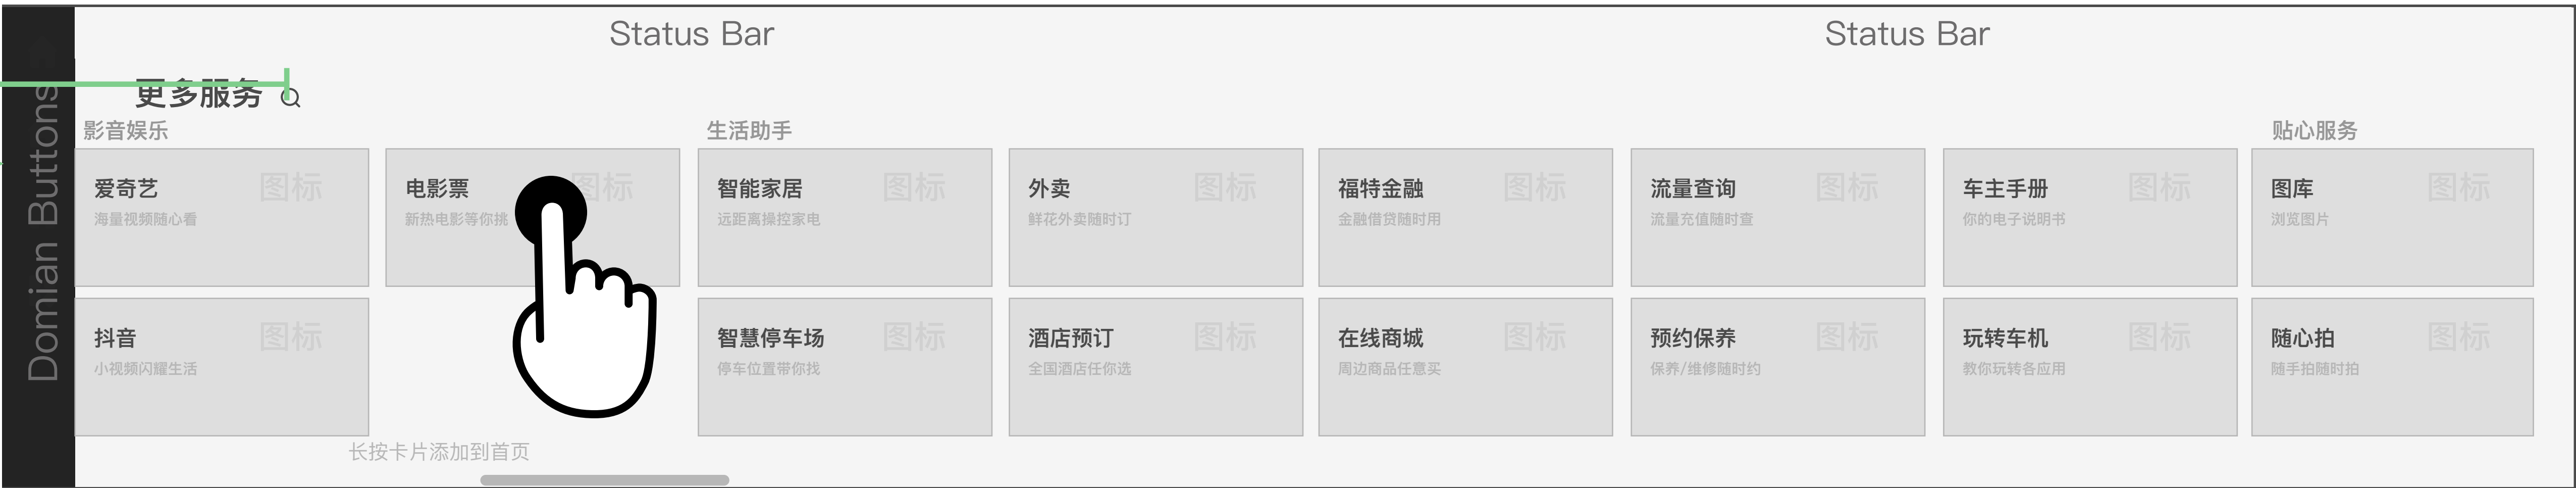 Status Bar
Status Bar
Domian Buttons
更多服务
影音娱乐
生活助手
贴心服务
爱奇艺
图标
海量视频随心看
电影票
图标
新热电影等你挑
智能家居
图标
远距离操控家电
外卖
图标
鲜花外卖随时订
福特金融
图标
金融借贷随时用
流量查询
图标
流量充值随时查
车主手册
图标
你的电子说明书
图库
图标
浏览图片
抖音
图标
小视频闪耀生活
智慧停车场
图标
停车位置带你找
酒店预订
图标
全国酒店任你选
在线商城
图标
周边商品任意买
预约保养
图标
保养/维修随时约
玩转车机
图标
教你玩转各应用
随心拍
图标
随手拍随时拍
长按卡片添加到首页